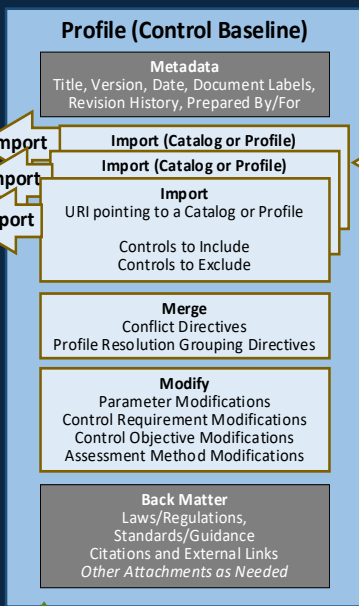 Profile (Control Baseline)
Metadata
Title, Version, Date, Document Labels,
Revision History, Prepared By/For
Import (Catalog or Profile)
Import (Catalog or Profile)
Import
URI pointing to a Catalog or Profile
Controls to Include
Controls to Exclude
Merge
Conflict Directives
Profile Resolution Grouping Directives
Modify
Parameter Modifications
Control Requirement Modifications
Control Objective Modifications
Assessment Method Modifications
Back Matter
Laws/Regulations,
Standards/Guidance
Citations and External Links
Other Attachments as Needed